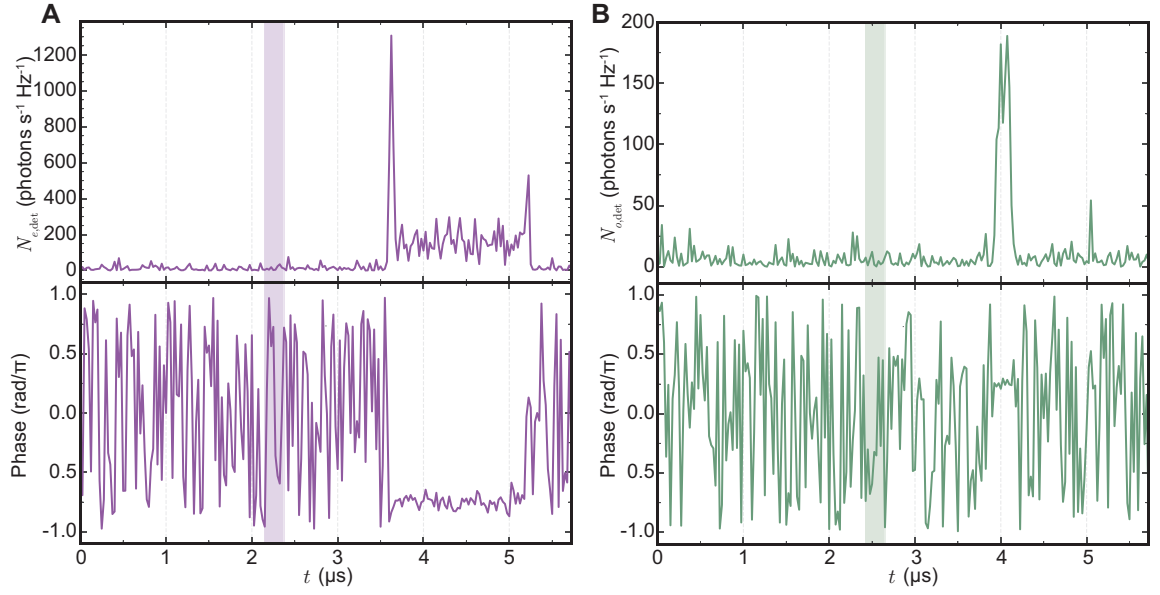 A
N_{e,det} (photons s⁻¹ Hz⁻¹)
1200
1000
800
600
400
200
0
Phase (rad/π)
1.0
0.5
0.0
0.5
-1.0
0 1 2 3 4 5
t (μs)
B
N_{o,det} (photons s⁻¹ Hz⁻¹)
200
150
100
50
0
Phase (rad/π)
1.0
0.5
0.0
0.5
-1.0
0 1 2 3 4 5
t (μs)